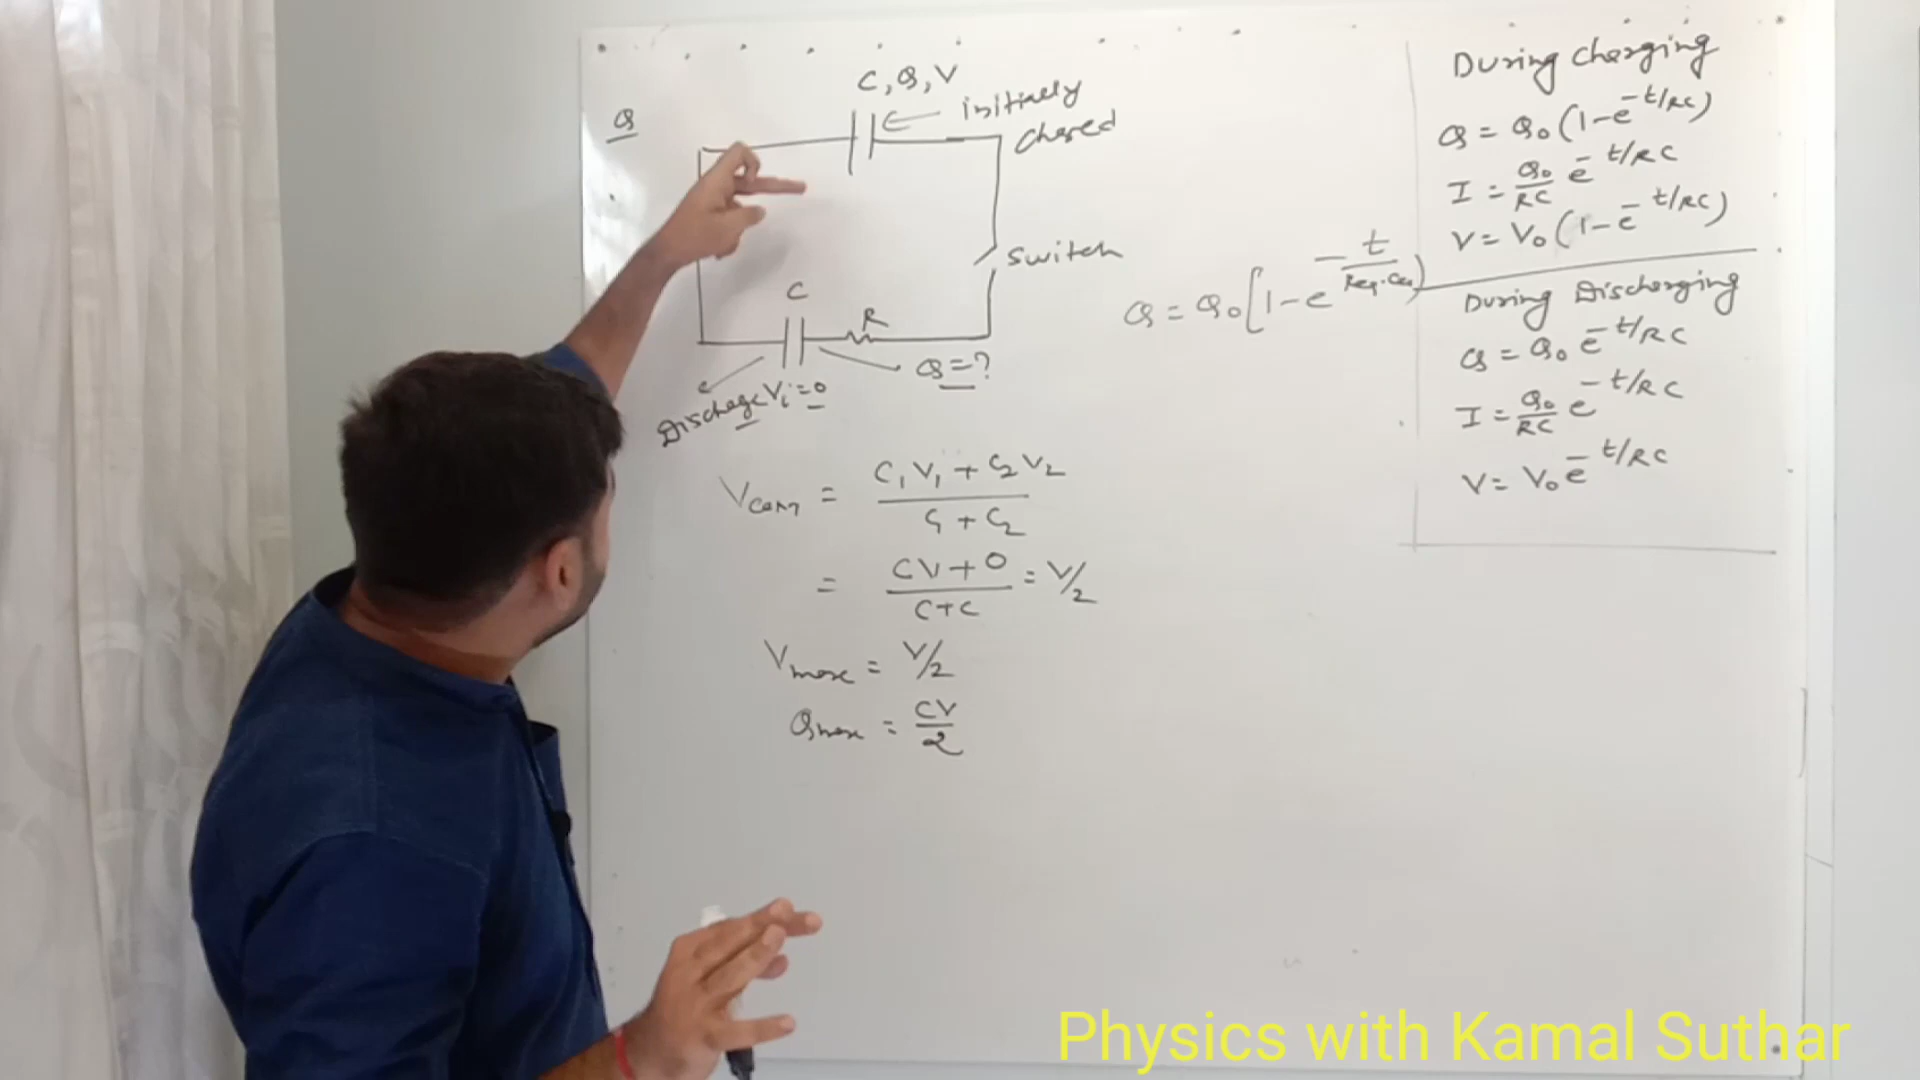 Q
C, Q, V
initially
Chared
Switch
C
R
Q = ?
Discharge Vi = 0
Vcom = C1V1 + C2V2 / C1 + C2
= CV + 0 / C + C = V/2
Vmax = V/2
Qmax = CV / 2
Q = Q0 [1 - e^-t/Req.Ceq)
During Charging
Q = Q0 (1 - e^-t/RC)
I = Q0/RC e^-t/RC
V = V0 (1 - e^-t/RC)
During Discharging
Q = Q0 e^-t/RC
I = Q0/RC e^-t/RC
V = V0 e^-t/RC
Physics with Kamal Suthar